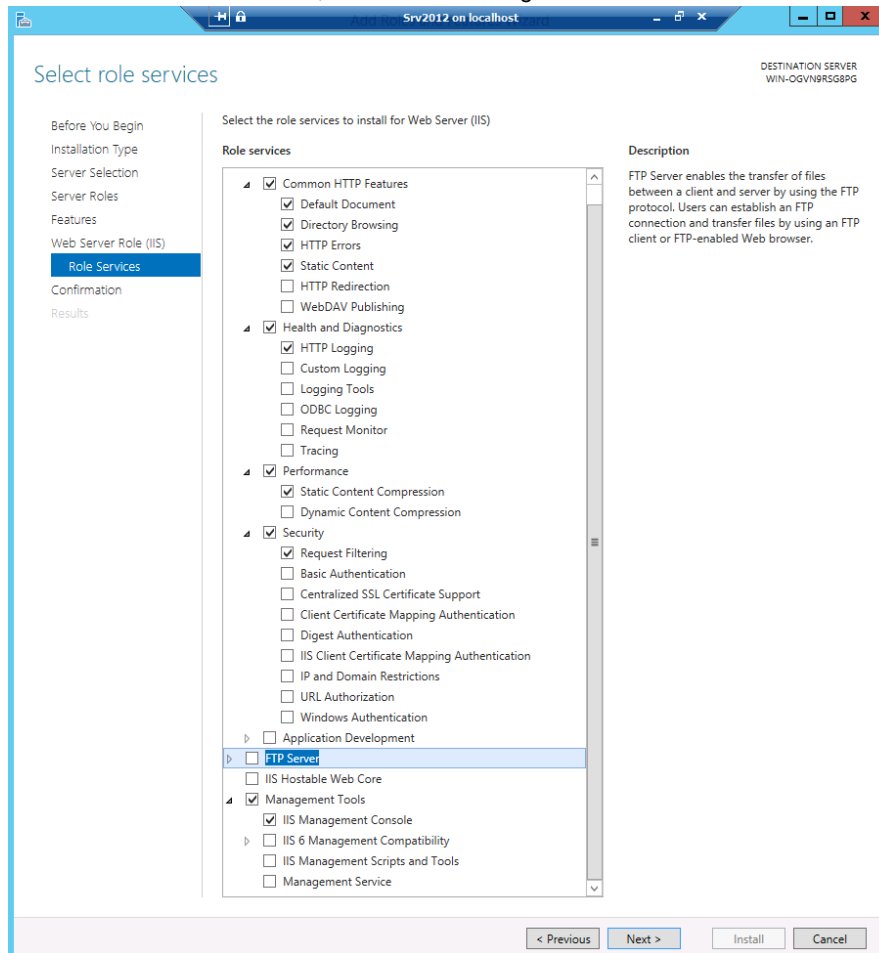 Srv2012 on localhost
Select role services
DESTINATION SERVER
WIN-OGVN9RSG8PG
Before You Begin
Installation Type
Server Selection
Server Roles
Features
Web Server Role (IIS)
Role Services
Confirmation
Results
Select the role services to install for Web Server (IIS)
Role services
Common HTTP Features
Default Document
Directory Browsing
HTTP Errors
Static Content
HTTP Redirection
WebDAV Publishing
Health and Diagnostics
HTTP Logging
Custom Logging
Logging Tools
ODBC Logging
Request Monitor
Tracing
Performance
Static Content Compression
Dynamic Content Compression
Security
Request Filtering
Basic Authentication
Centralized SSL Certificate Support
Client Certificate Mapping Authentication
Digest Authentication
IIS Client Certificate Mapping Authentication
IP and Domain Restrictions
URL Authorization
Windows Authentication
Application Development
FTP Server
IIS Hostable Web Core
Management Tools
IIS Management Console
IIS 6 Management Compatibility
IIS Management Scripts and Tools
Management Service
Description
FTP Server enables the transfer of files
between a client and server by using the FTP
protocol. Users can establish an FTP
connection and transfer files by using an FTP
client or FTP-enabled Web browser.
< Previous
Next >
Install
Cancel